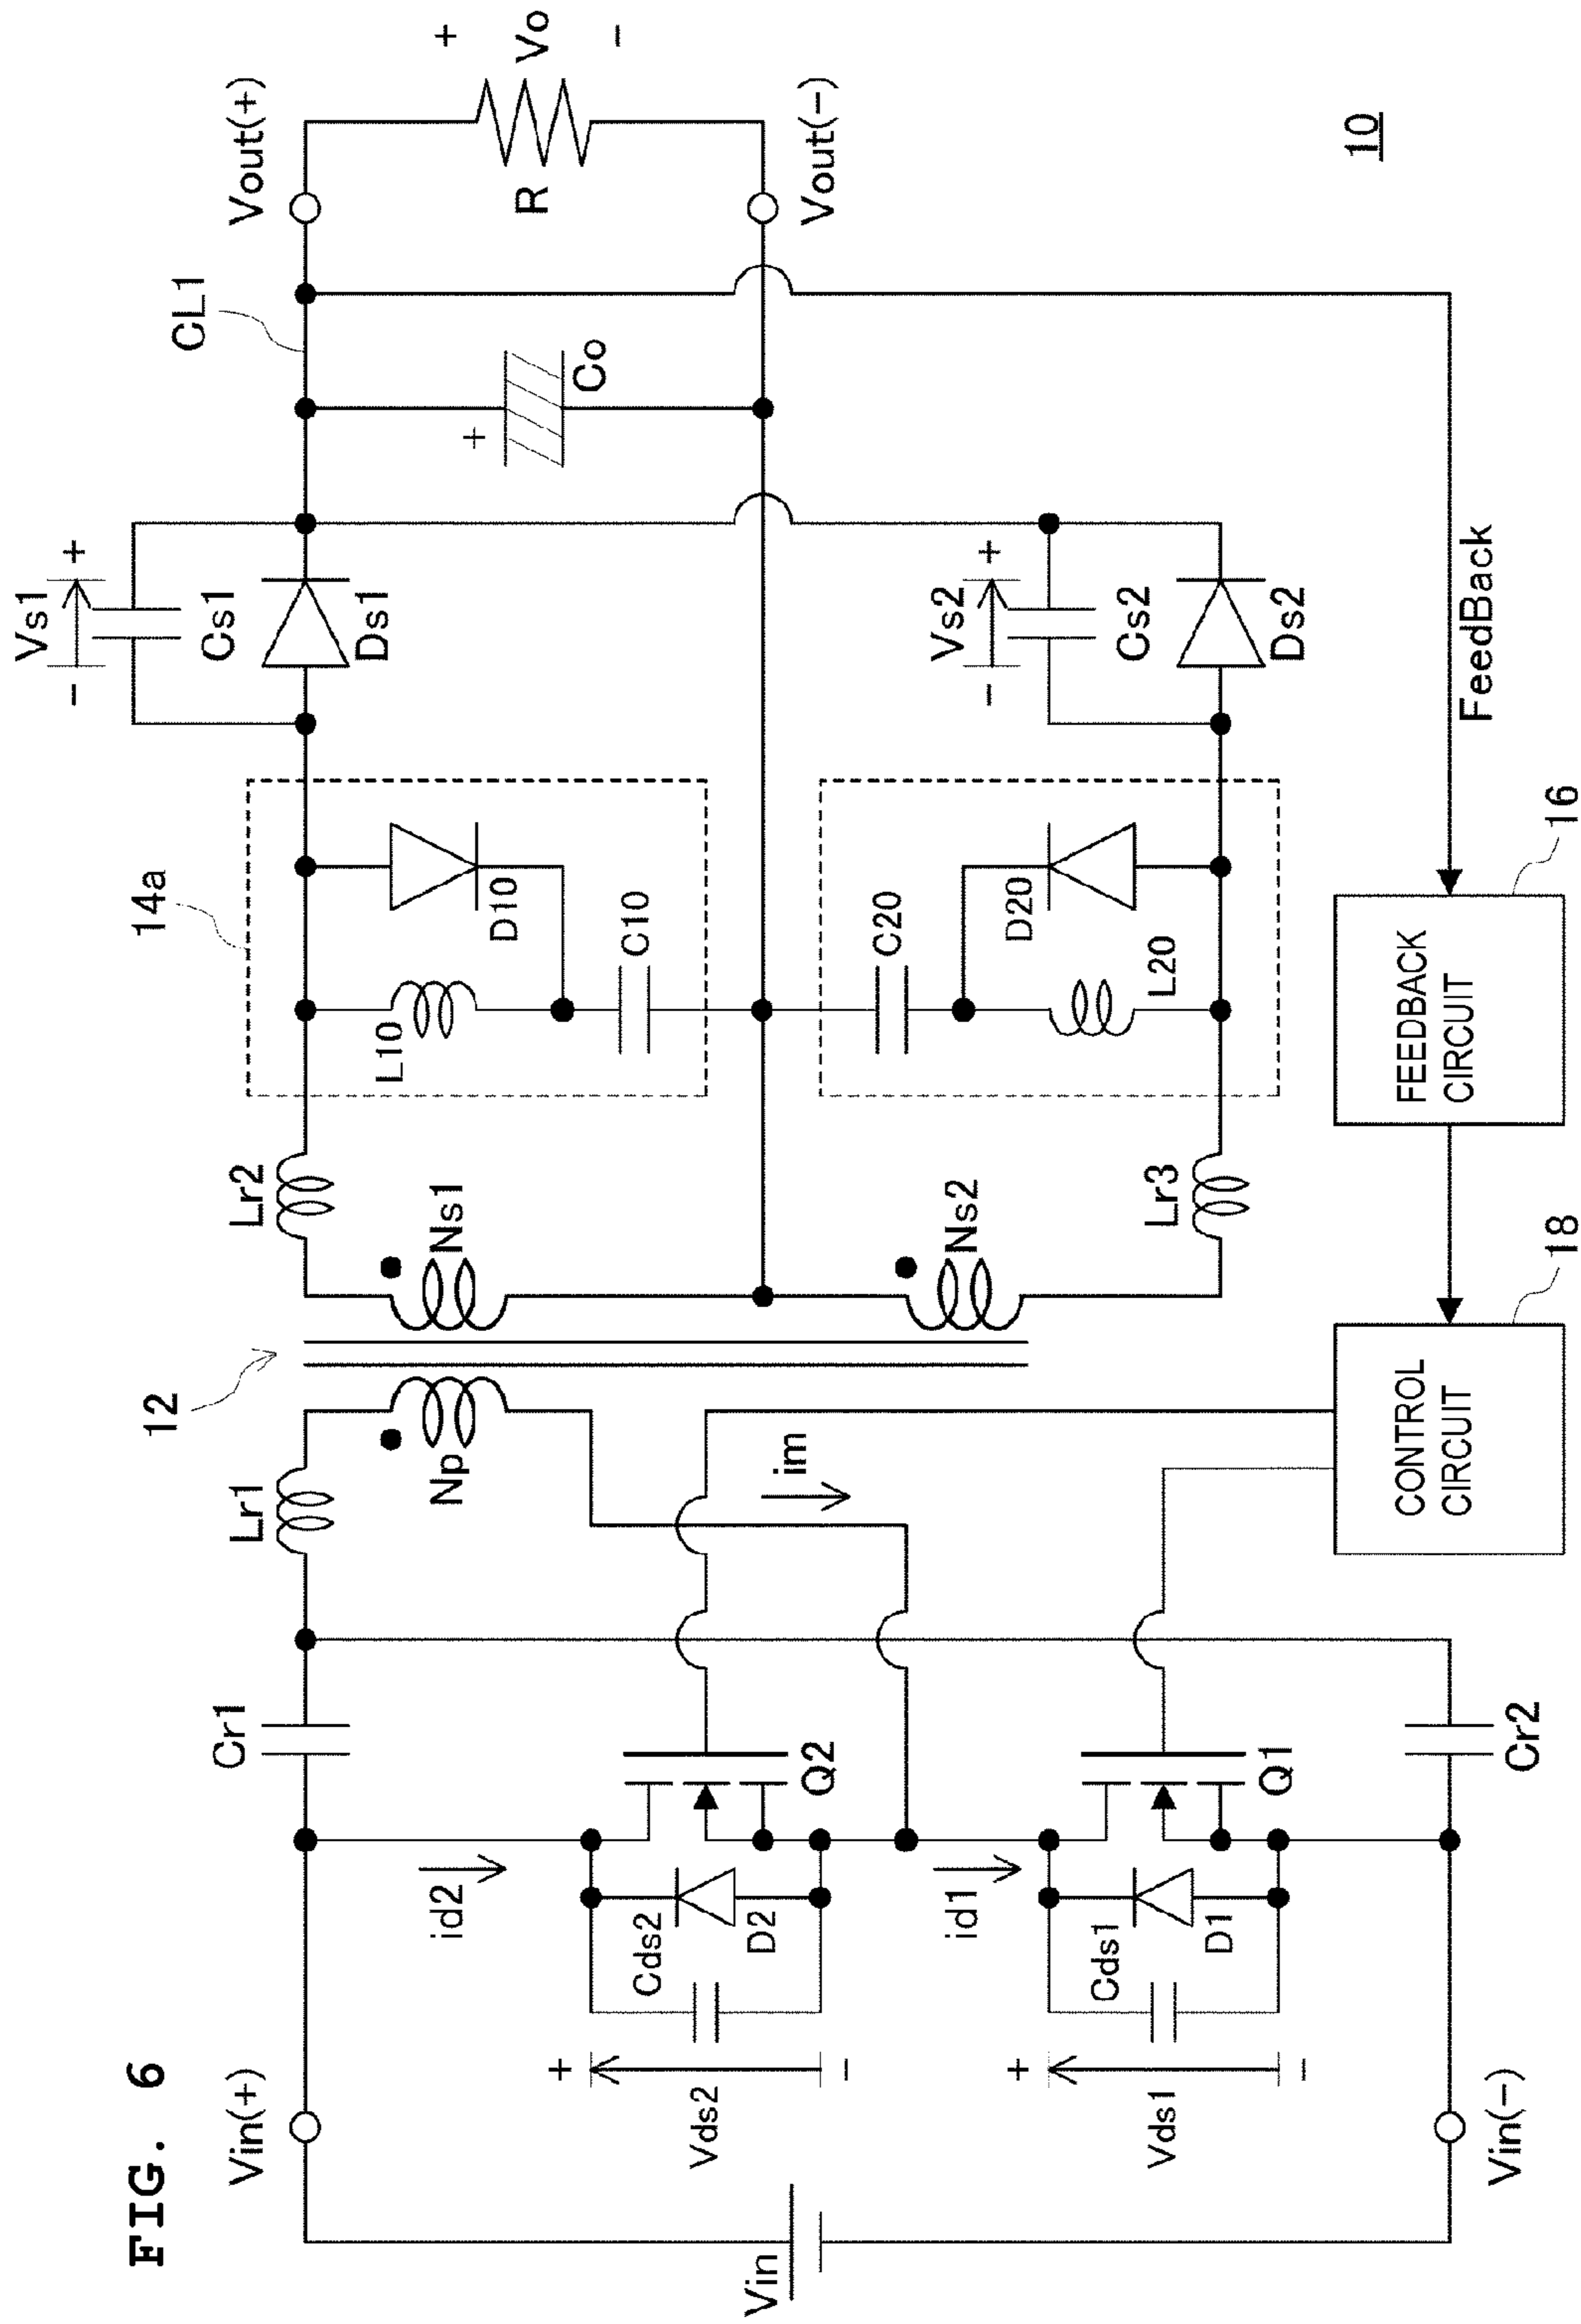 FIG. 6
Vin
Vin(+)
Vin(-)
+
Vds2
-
+
Vds1
-
Cds2
D2
Cds1
D1
id2
id1
Q2
Q1
Cr1
Cr2
Lr1
Np
im
12
Ns1
Ns2
Lr2
Lr3
CONTROL
CIRCUIT
18
FEEDBACK
CIRCUIT
16
FeedBack
14a
L10
D10
C10
C20
D20
L20
-
Vs1
+
Cs1
Ds1
-
Vs2
+
Cs2
Ds2
CL1
+
Co
Vout(+)
Vout(-)
R
+
Vo
-
10